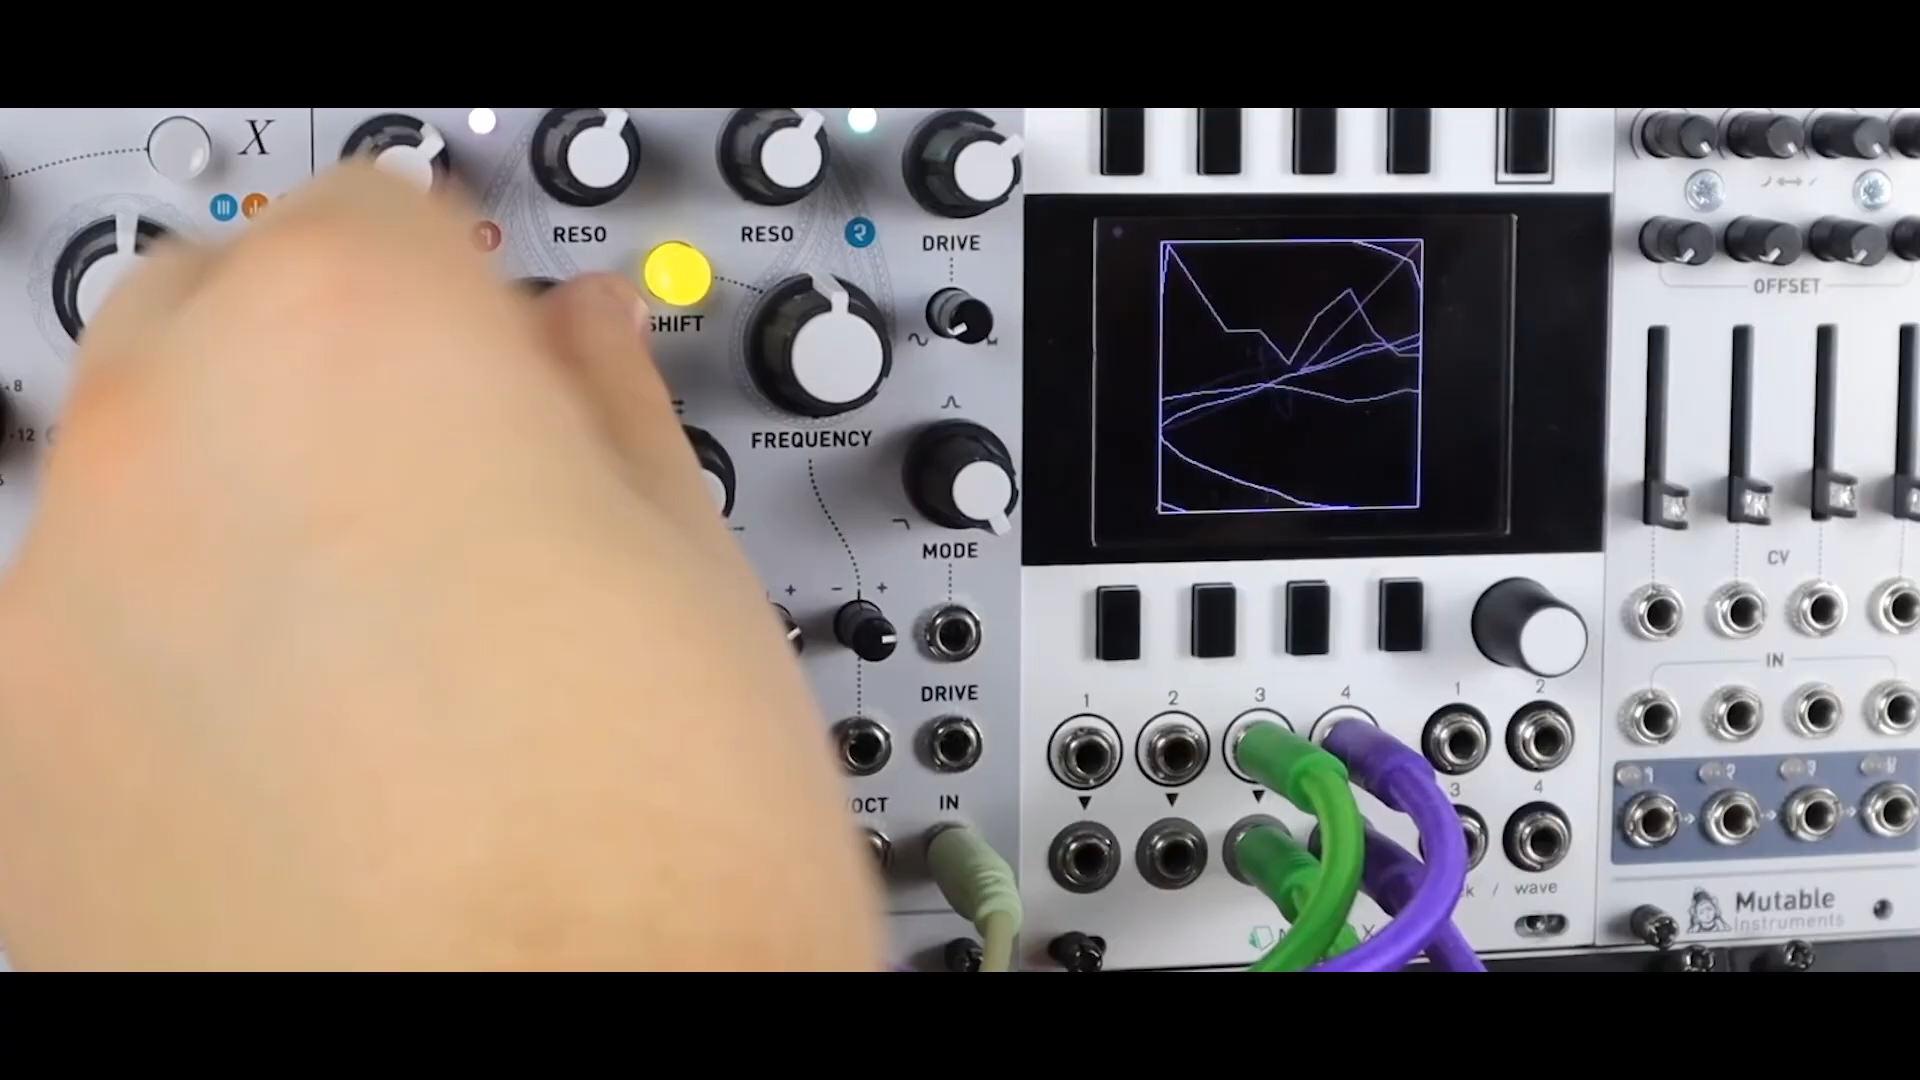 X
RESO
RESO
DRIVE
SHIFT
OFFSET
8
FREQUENCY
12
MODE
CV
IN
DRIVE
1 2 3 4
1 2
3 4
/OCT
IN
/ wave
Mutable
Instruments